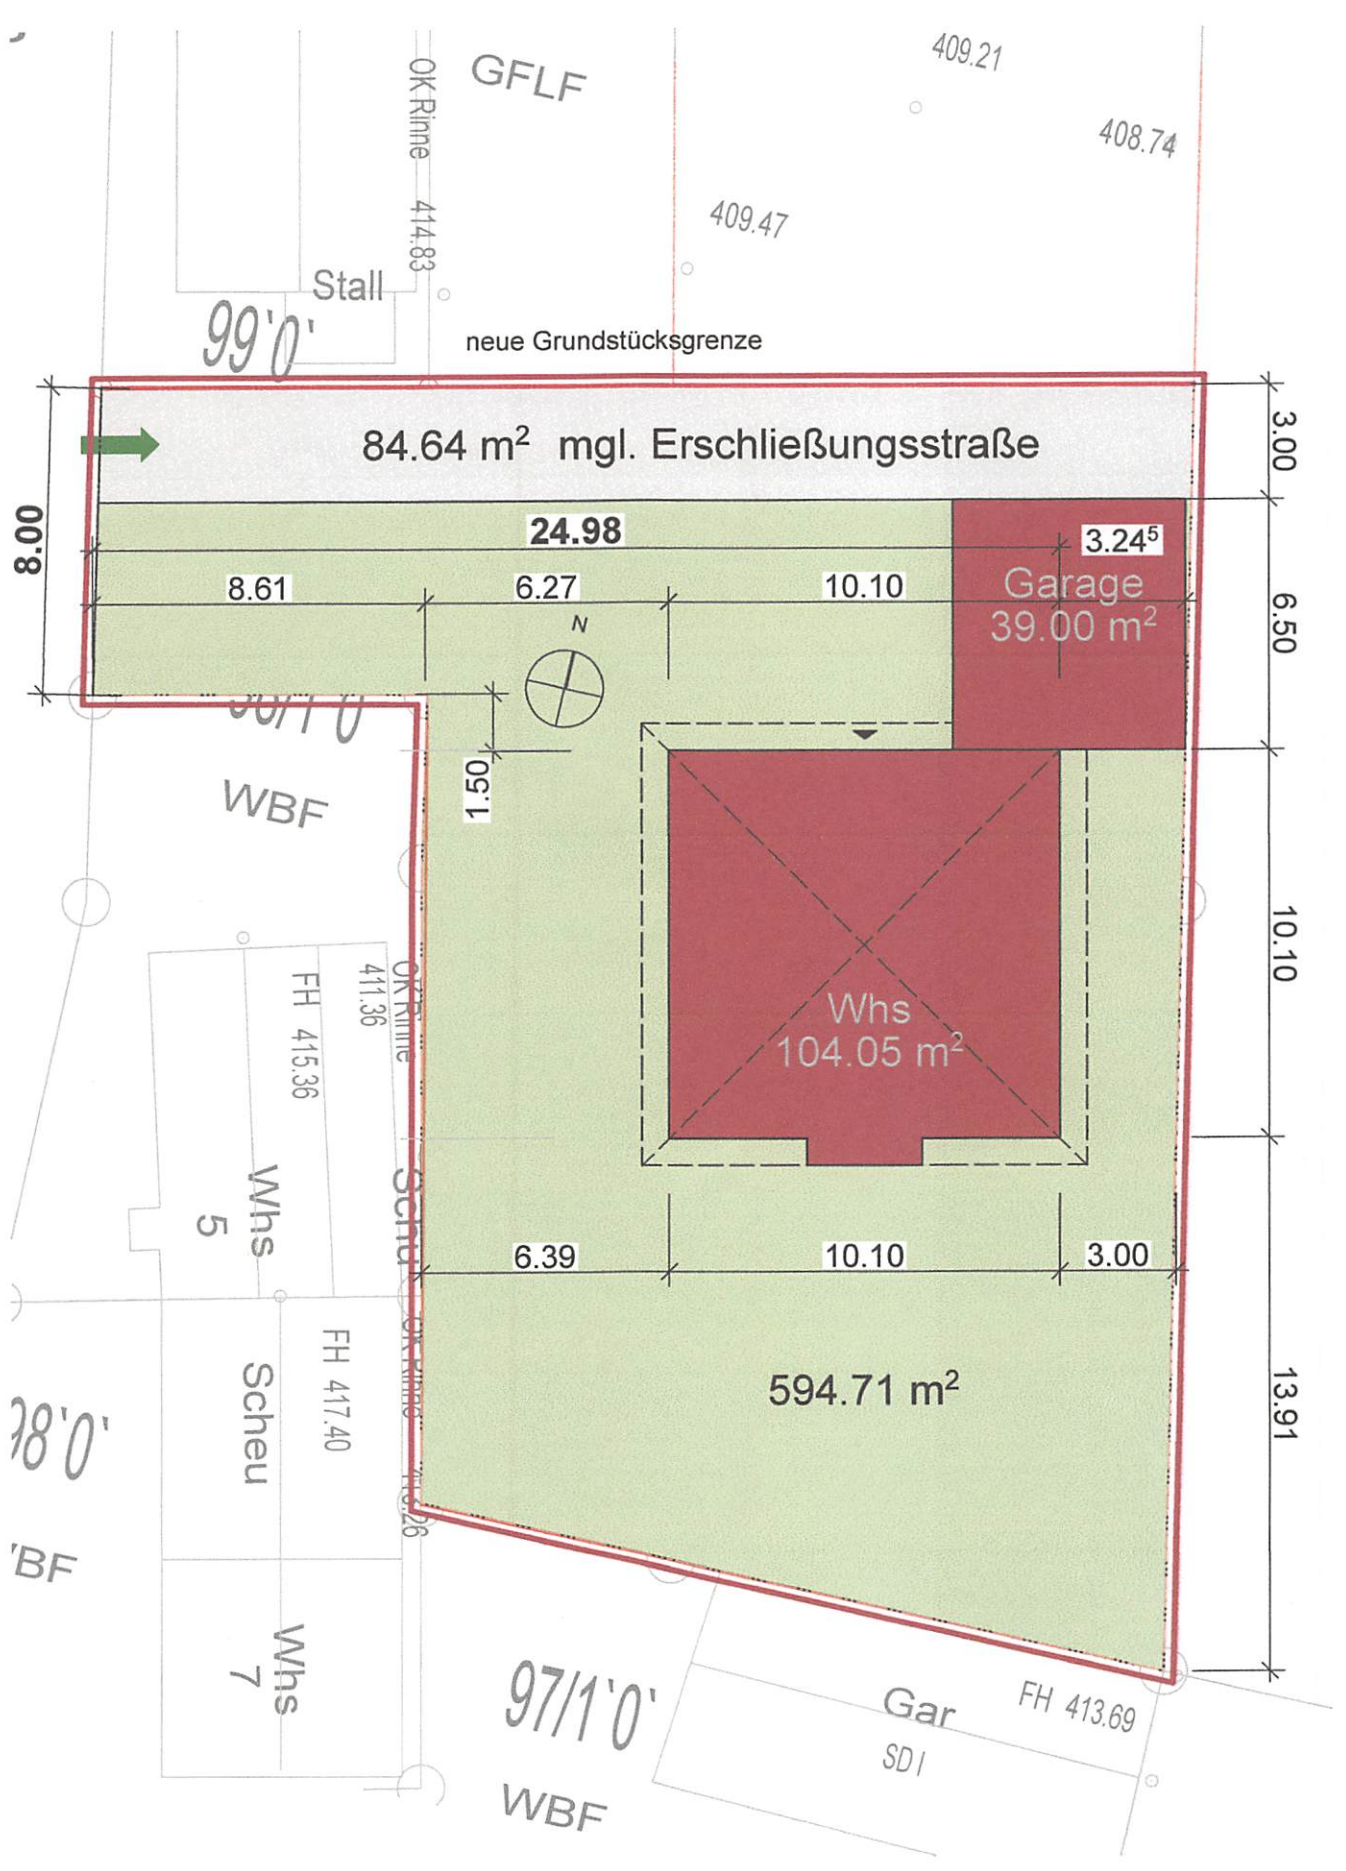 GFLF
409.21
408.74
409.47
OK Rinne 414.83
Stall
99'0'
neue Grundstücksgrenze
84.64 m² mgl. Erschließungsstraße
3.00
8.00
24.98
3.24⁵
8.61
6.27
10.10
Garage
39.00 m²
6.50
N
1.50
WBF
10.10
OK Rinne
411.36
FH 415.36
Whs
104.05 m²
Whs
5
6.39
10.10
3.00
FH 417.40
Scheu
594.71 m²
13.91
98'0'
Whs
7
97/1'0'
WBF
Gar
SD I
FH 413.69